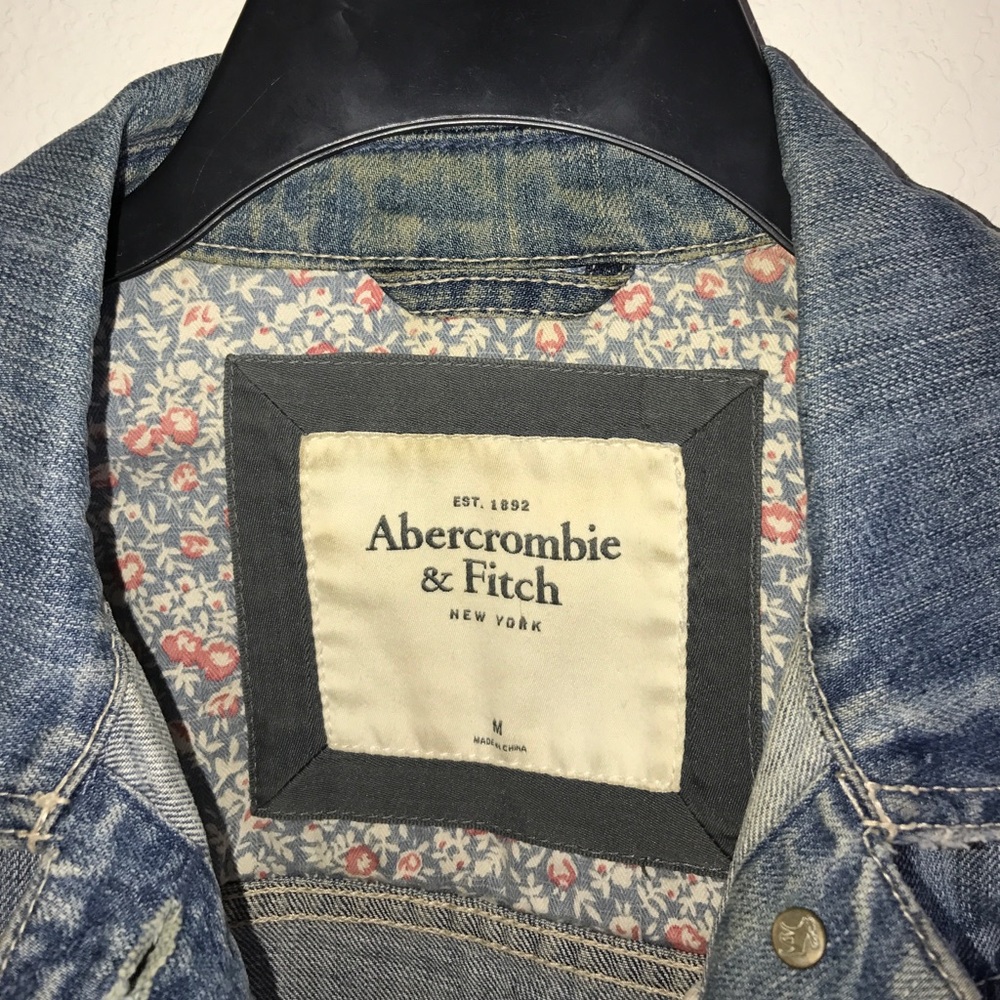 EST. 1892
Abercrombie
& Fitch
NEW YORK
M
MADE IN CHINA